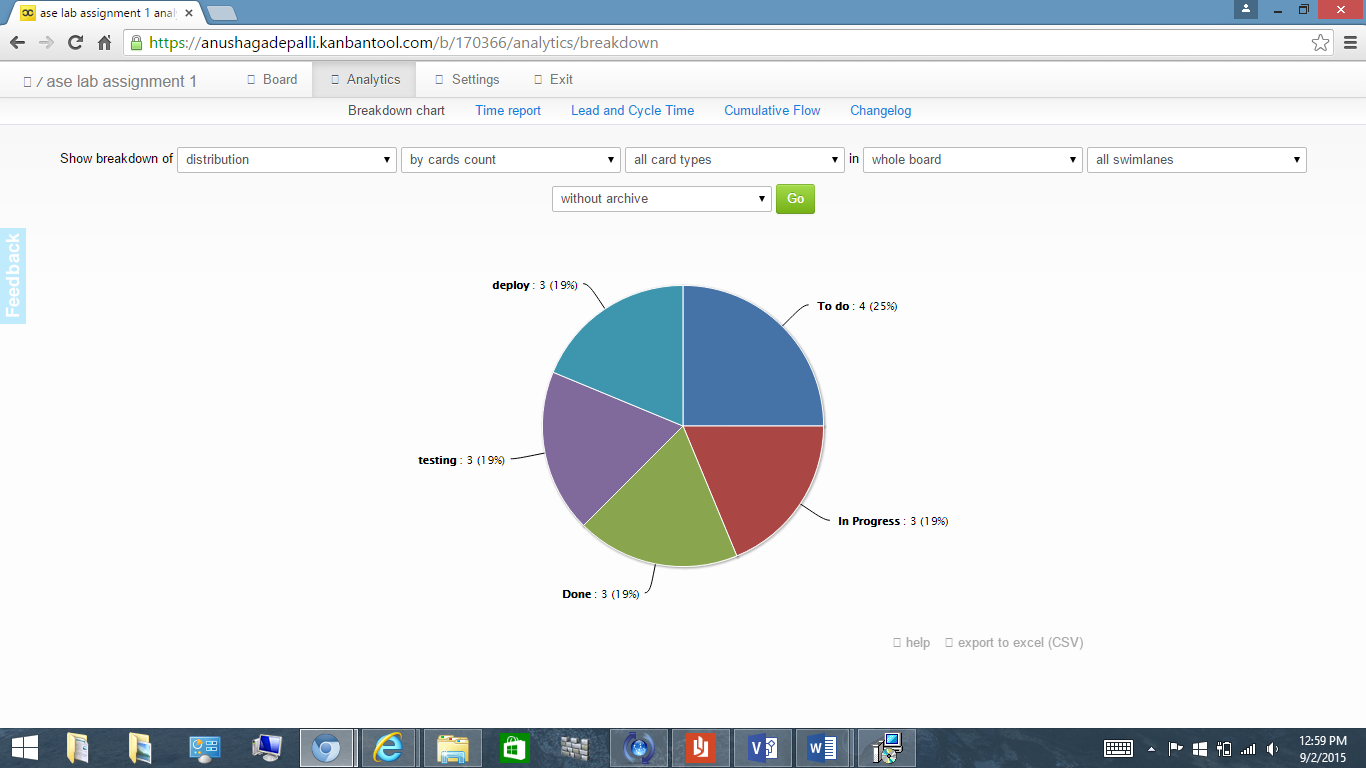 ase lab assignment 1 anal
https://anushagadepalli.kanbantool.com/b/170366/analytics/breakdown
/ ase lab assignment 1 Board Analytics Settings Exit
Breakdown chart Time report Lead and Cycle Time Cumulative Flow Changelog
Show breakdown of distribution by cards count all card types in whole board all swimlanes
without archive Go
Feedback
deploy : 3 (19%)
To do : 4 (25%)
testing : 3 (19%)
In Progress : 3 (19%)
Done : 3 (19%)
help export to excel (CSV)
12:59 PM
9/2/2015